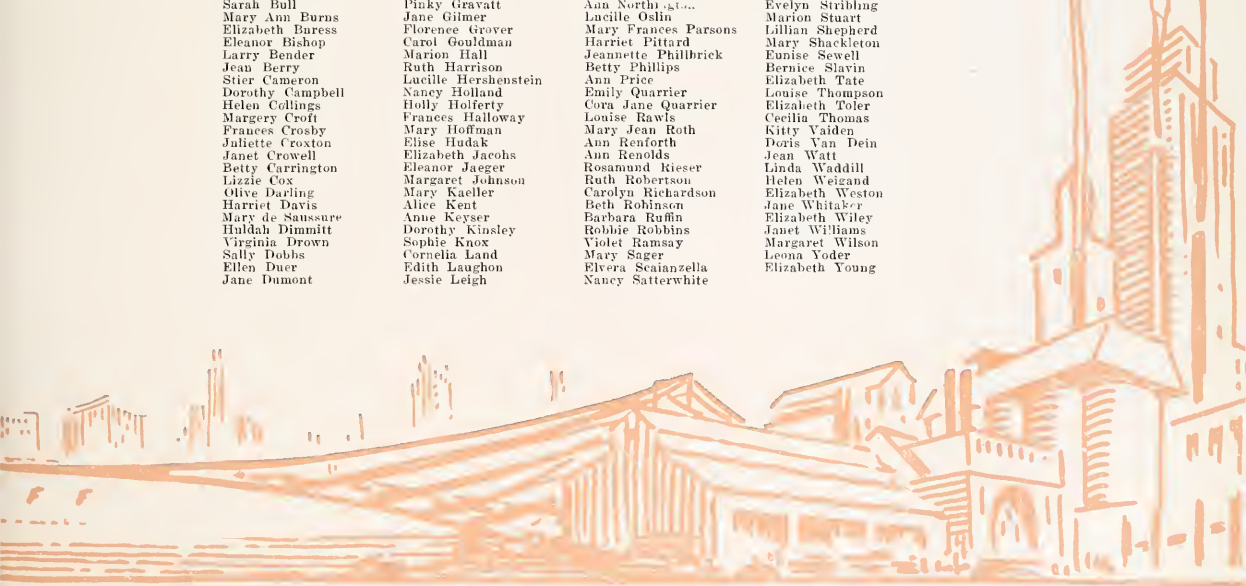 Sarah Bull
Mary Ann Burns
Elizabeth Buress
Eleanor Bishop
Larry Bender
Jean Berry
Stier Cameron
Dorothy Campbell
Helen Collings
Margery Croft
Frances Crosby
Juliette Croxton
Janet Crowell
Betty Carrington
Lizzie Cox
Olive Darling
Harriet Davis
Mary de Saussure
Huldah Dimmitt
Virginia Drown
Sally Dobbs
Ellen Duer
Jane Dumont
Pinky Gravatt
Jane Gilmer
Florence Grover
Carol Gouldman
Marion Hall
Ruth Harrison
Lucille Hershenstein
Nancy Holland
Holly Holferty
Frances Halloway
Mary Hoffman
Elise Hudak
Elizabeth Jacobs
Eleanor Jaeger
Margaret Johnson
Mary Kaeller
Alice Kent
Anne Keyser
Dorothy Kinsley
Sophie Knox
Cornelia Land
Edith Laughon
Jessie Leigh
Ann
Lucille Oslin
Mary Frances Parsons
Harriet Pittard
Jeannette Philbrick
Betty Phillips
Ann Price
Emily Quarrier
Cora Jane Quarrier
Louise Rawls
Mary Jean Roth
Ann Renforth
Ann Renolds
Rosamund Rieser
Ruth Robertson
Carolyn Richardson
Beth Robinson
Barbara Ruffin
Robbie Robbins
Violet Ramsay
Mary Sager
Elvera Scaianzella
Nancy Satterwhite
Evelyn Stribling
Marion Stuart
Lillian Shepherd
Mary Shackleton
Eunise Sewell
Bernice Slavin
Elizabeth Tate
Louise Thompson
Elizabeth Toler
Cecilia Thomas
Kitty Vaiden
Doris Van Dein
Jean Watt
Linda Waddill
Helen Weigand
Elizabeth Weston
Jane Whitaker
Elizabeth Wiley
Janet Williams
Margaret Wilson
Leona Yoder
Elizabeth Young